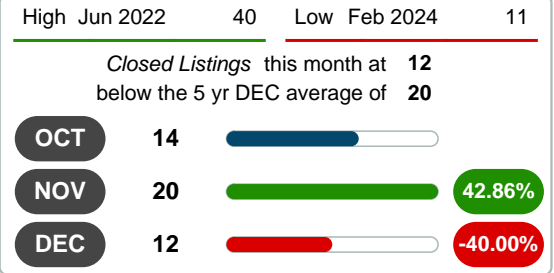 High Jun 2022 40 Low Feb 2024 11
Closed Listings this month at 12
below the 5 yr DEC average of 20
OCT 14
NOV 20 42.86%
DEC 12 -40.00%